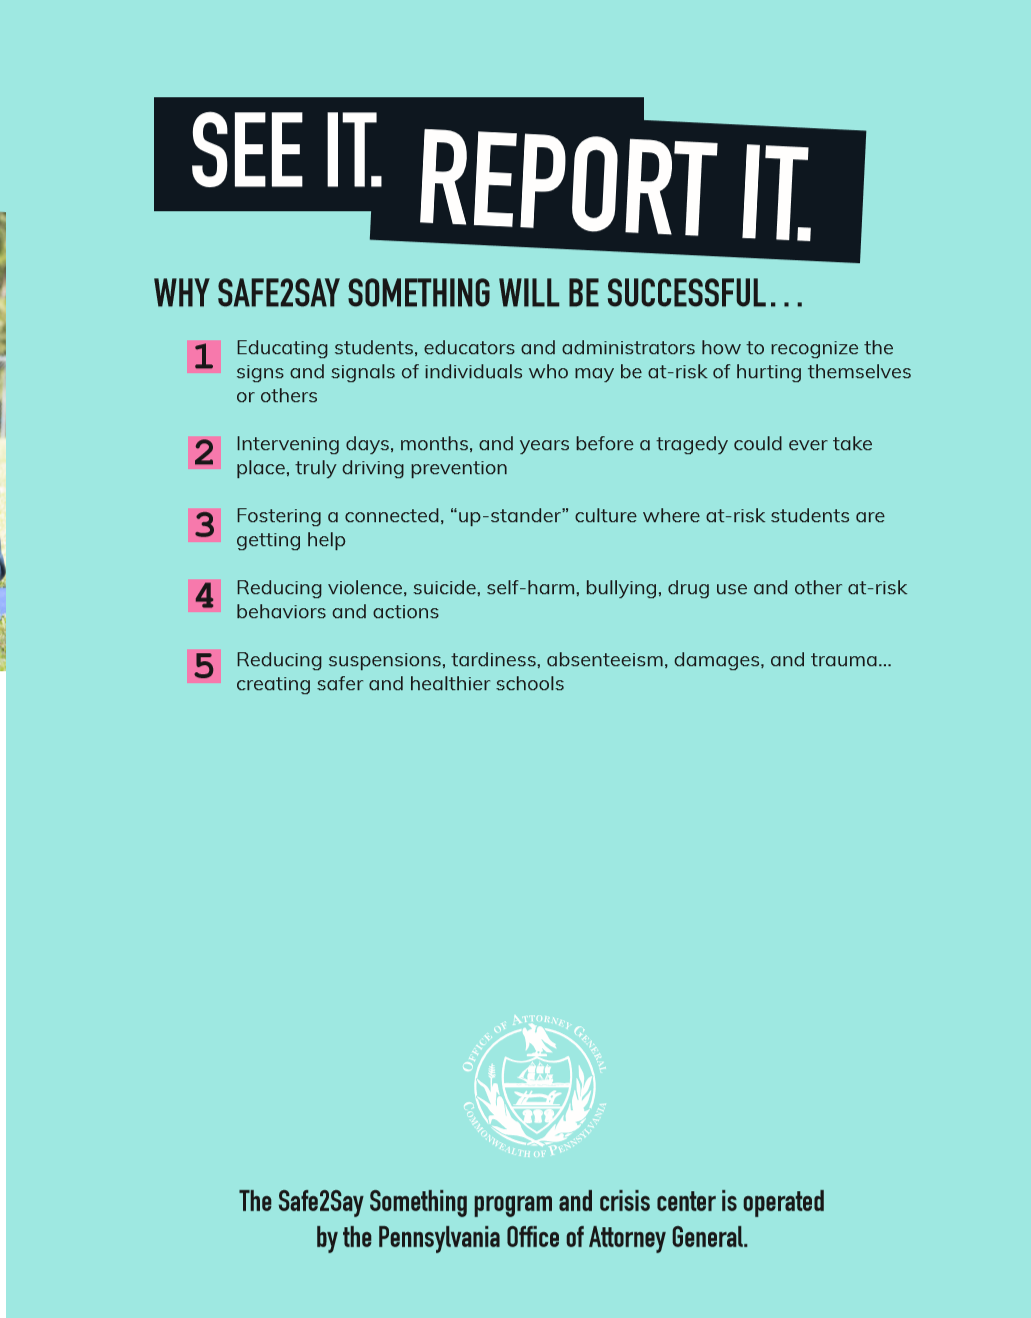 SEE IT. REPORT IT.
WHY SAFE2SAY SOMETHING WILL BE SUCCESSFUL…
1 Educating students, educators and administrators how to recognize the
signs and signals of individuals who may be at-risk of hurting themselves
or others
2 Intervening days, months, and years before a tragedy could ever take
place, truly driving prevention
3 Fostering a connected, “up-stander” culture where at-risk students are
getting help
4 Reducing violence, suicide, self-harm, bullying, drug use and other at-risk
behaviors and actions
5 Reducing suspensions, tardiness, absenteeism, damages, and trauma...
creating safer and healthier schools
OFFICE OF ATTORNEY GENERAL
COMMONWEALTH OF PENNSYLVANIA
The Safe2Say Something program and crisis center is operated
by the Pennsylvania Office of Attorney General.